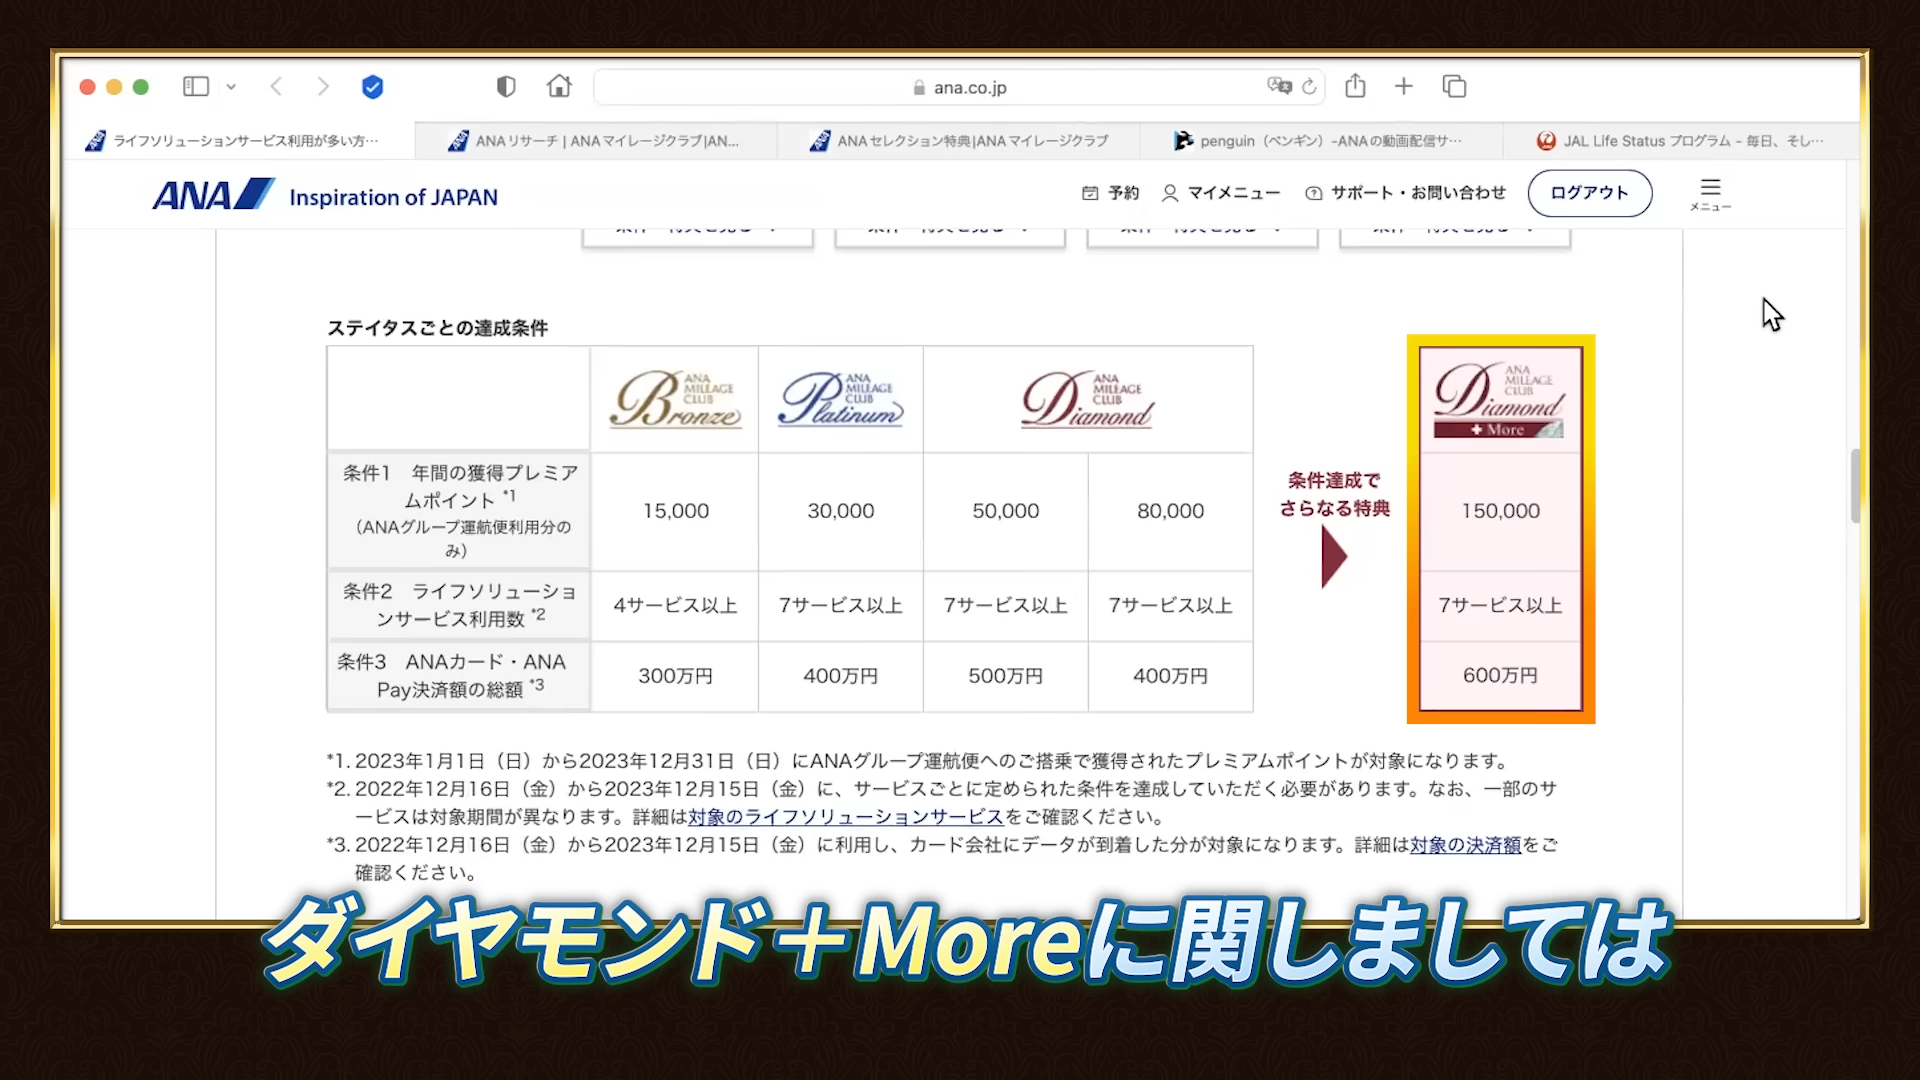 ana.co.jp
ライフソリューションサービス利用が多い方…
ANAリサーチ | ANAマイレージクラブ|AN…
ANAセレクション特典|ANAマイレージクラブ
penguin（ペンギン）-ANAの動画配信サ…
JAL Life Status プログラム - 毎日、そし…
ANA Inspiration of JAPAN
予約
マイメニュー
サポート・お問い合わせ
ログアウト
メニュー
ステイタスごとの達成条件
ANA MILEAGE CLUB Bronze
ANA MILEAGE CLUB Platinum
ANA MILEAGE CLUB Diamond
ANA MILEAGE CLUB Diamond + More
条件1 年間の獲得プレミア
ムポイント *1
（ANAグループ運航便利用分の
み）
15,000
30,000
50,000
80,000
条件達成で
さらなる特典
150,000
条件2 ライフソリューショ
ンサービス利用数 *2
4サービス以上
7サービス以上
7サービス以上
7サービス以上
7サービス以上
条件3 ANAカード・ANA
Pay決済額の総額 *3
300万円
400万円
500万円
400万円
600万円
*1. 2023年1月1日（日）から2023年12月31日（日）にANAグループ運航便へのご搭乗で獲得されたプレミアムポイントが対象になります。
*2. 2022年12月16日（金）から2023年12月15日（金）に、サービスごとに定められた条件を達成していただく必要があります。なお、一部のサ
ービスは対象期間が異なります。詳細は対象のライフソリューションサービスをご確認ください。
*3. 2022年12月16日（金）から2023年12月15日（金）に利用し、カード会社にデータが到着した分が対象になります。詳細は対象の決済額をご
確認ください。
ダイヤモンド＋Moreに関しましては